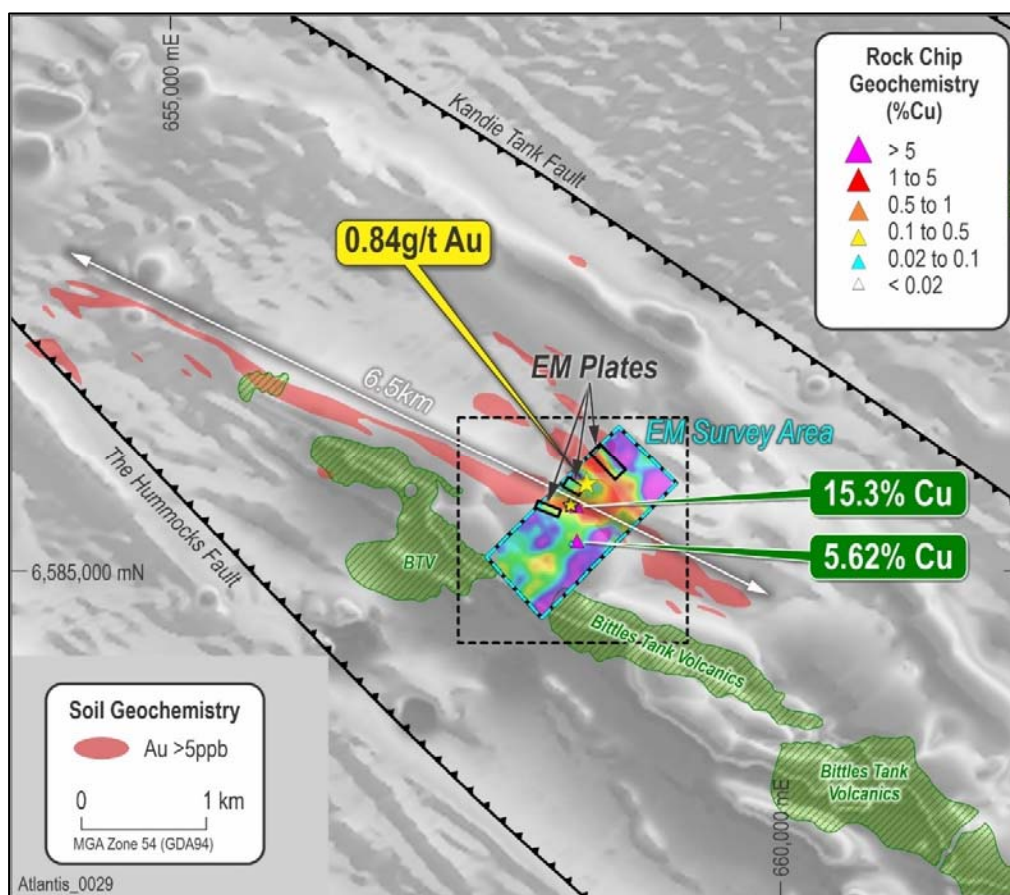 655,000 mE
Kandie Tank Fault
Rock Chip
Geochemistry
(%Cu)
> 5
1 to 5
0.5 to 1
0.1 to 0.5
0.02 to 0.1
< 0.02
0.84g/t Au
6.5km
EM Plates
EM Survey Area
The Hummocks Fault
15.3% Cu
5.62% Cu
6,585,000 mN
BTV
Bittles Tank Volcanics
Bittles Tank
Volcanics
660,000 mE
Soil Geochemistry
Au >5ppb
0 1 km
MGA Zone 54 (GDA94)
Atlantis_0029